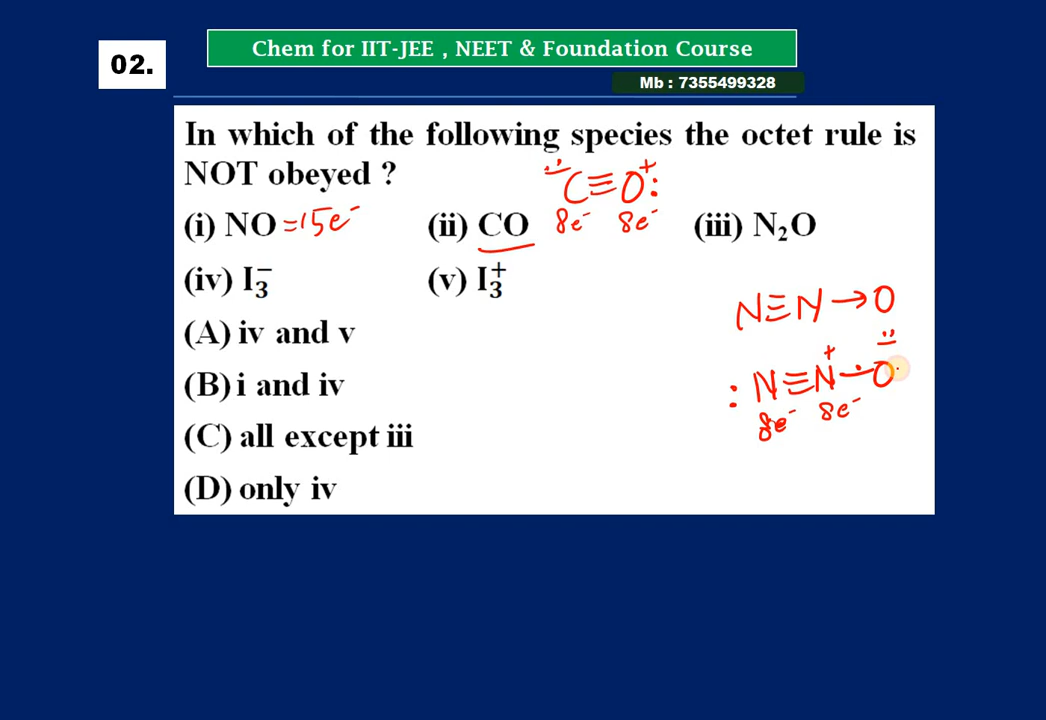 02.
Chem for IIT-JEE , NEET & Foundation Course
Mb : 7355499328
In which of the following species the octet rule is
NOT obeyed ?
C≡O⁺:
(i) NO =15e⁻ (ii) CO 8e⁻ 8e⁻ (iii) N₂O
(iv) I₃⁻ (v) I₃⁺
N≡N→O
(A) iv and v
:N≡N⁺—O
(B) i and iv
8e⁻ 8e⁻
(C) all except iii
(D) only iv